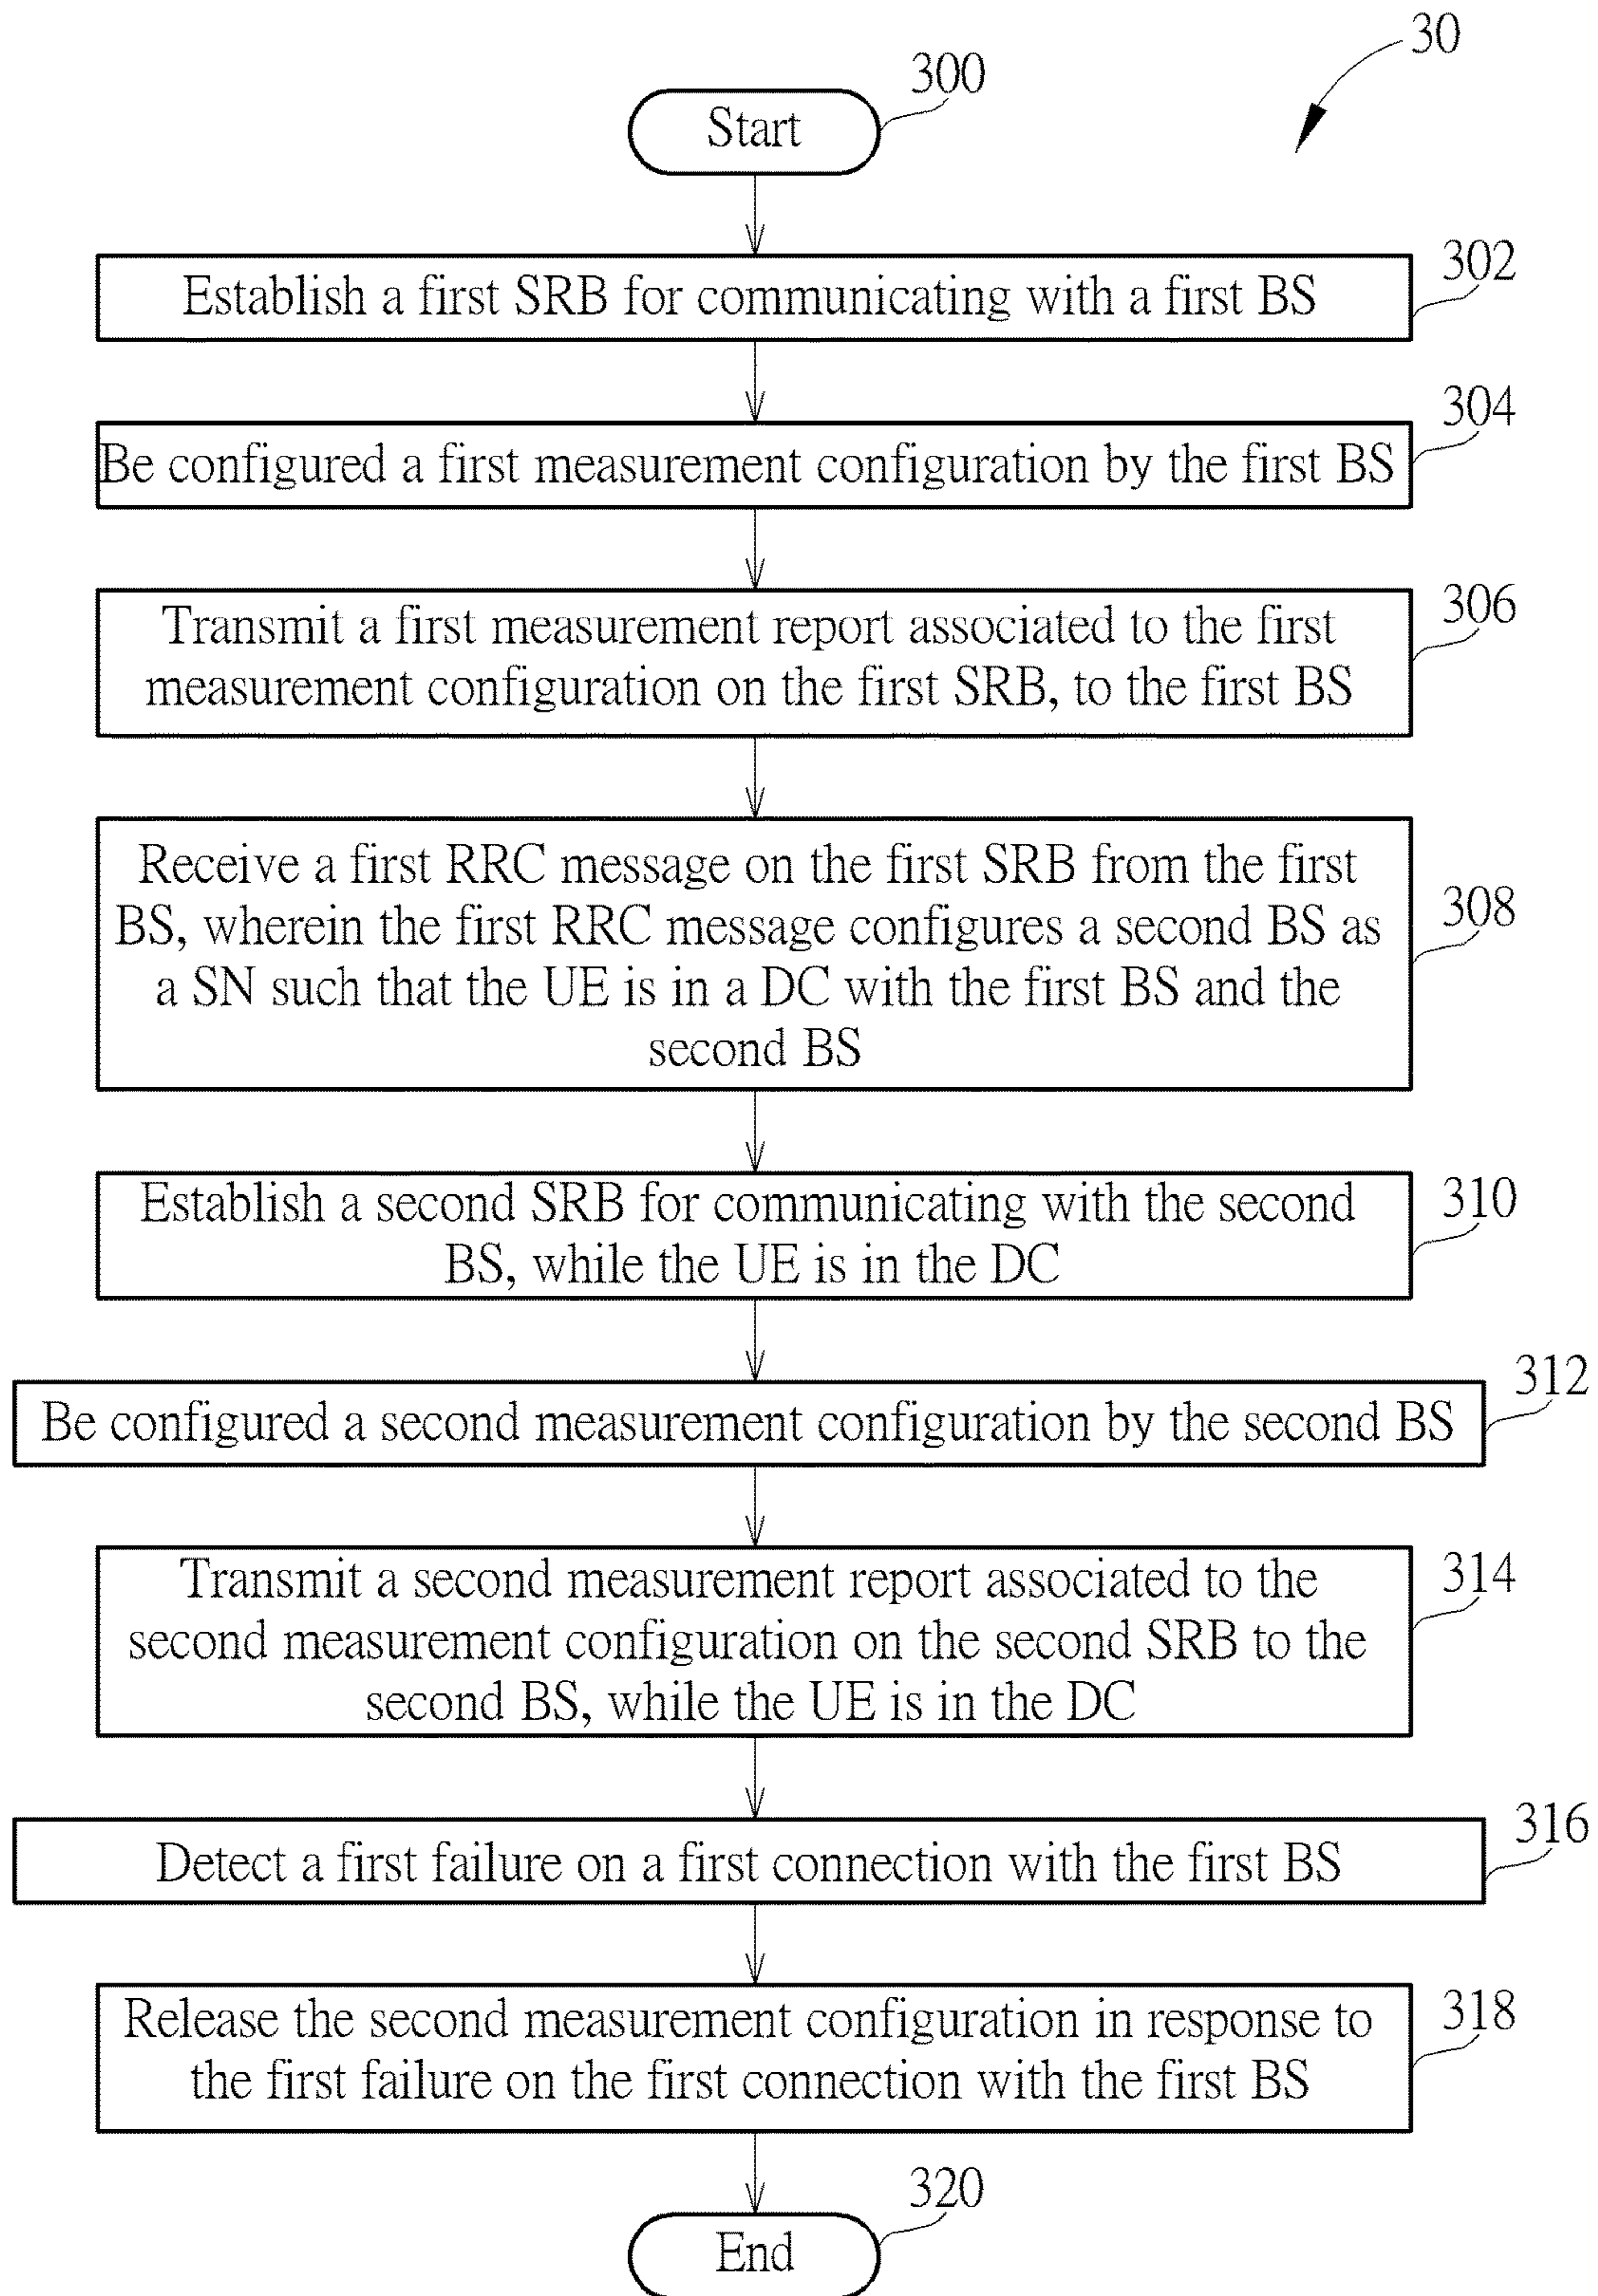 30
300
Start
302
Establish a first SRB for communicating with a first BS
304
Be configured a first measurement configuration by the first BS
306
Transmit a first measurement report associated to the first
measurement configuration on the first SRB, to the first BS
308
Receive a first RRC message on the first SRB from the first
BS, wherein the first RRC message configures a second BS as
a SN such that the UE is in a DC with the first BS and the
second BS
310
Establish a second SRB for communicating with the second
BS, while the UE is in the DC
312
Be configured a second measurement configuration by the second BS
314
Transmit a second measurement report associated to the
second measurement configuration on the second SRB to the
second BS, while the UE is in the DC
316
Detect a first failure on a first connection with the first BS
318
Release the second measurement configuration in response to
the first failure on the first connection with the first BS
320
End